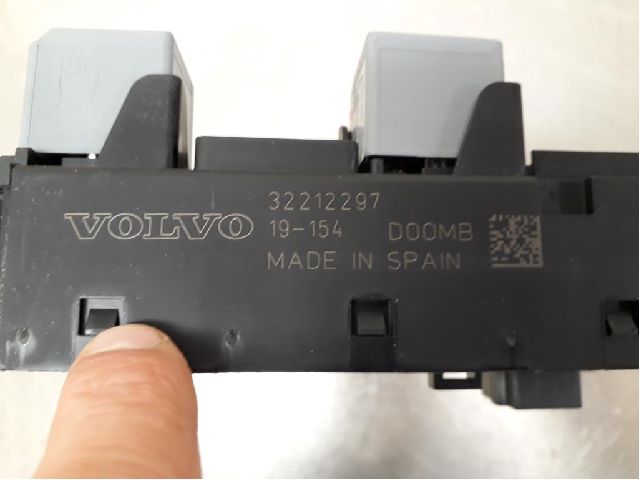 VOLVO
32212297
19-154 D00MB
MADE IN SPAIN